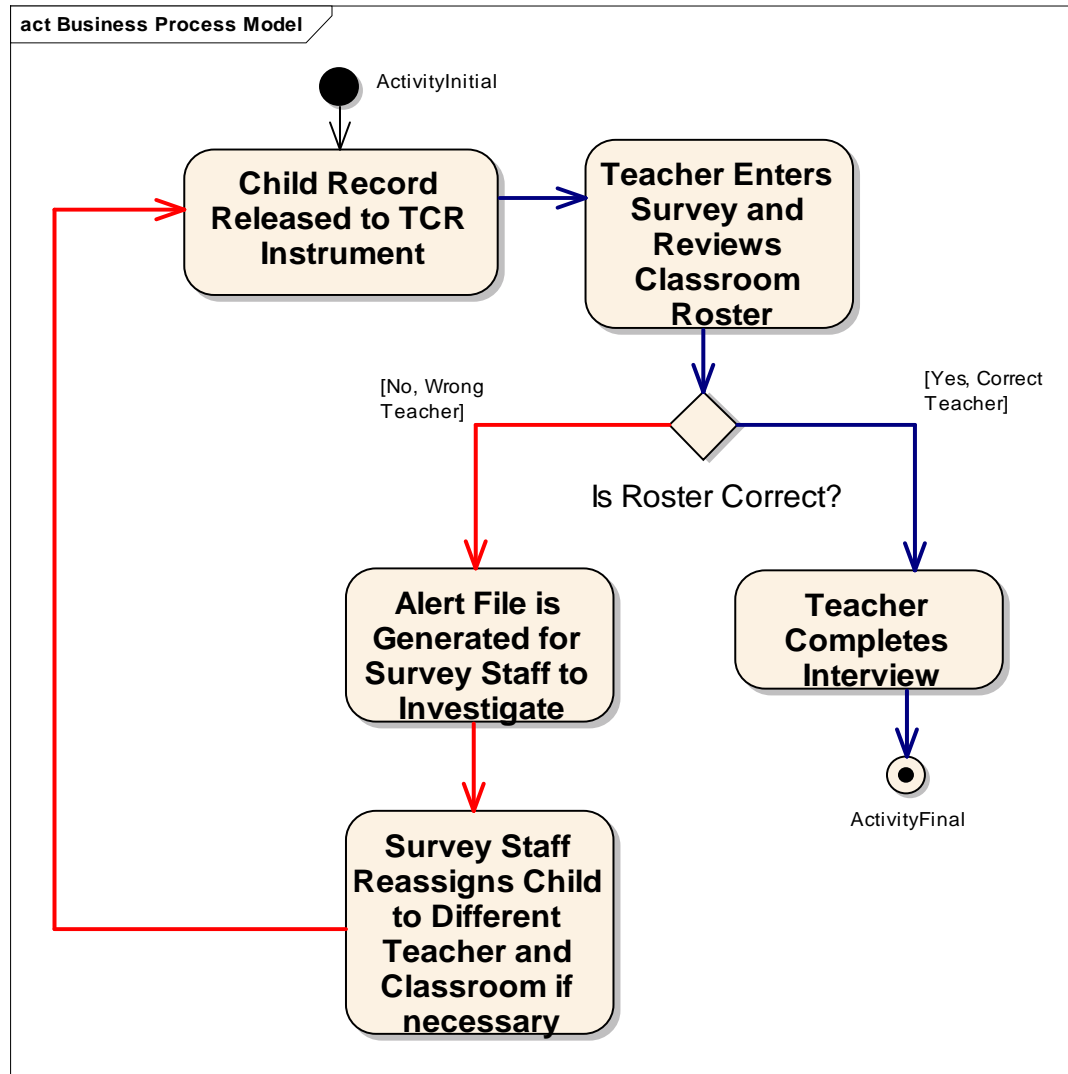 act Business Process Model
ActivityInitial
Child Record
Released to TCR
Instrument
Teacher Enters
Survey and
Reviews
Classroom
Roster
[No, Wrong
Teacher]
[Yes, Correct
Teacher]
Is Roster Correct?
Alert File is
Generated for
Survey Staff to
Investigate
Teacher
Completes
Interview
ActivityFinal
Survey Staff
Reassigns Child
to Different
Teacher and
Classroom if
necessary